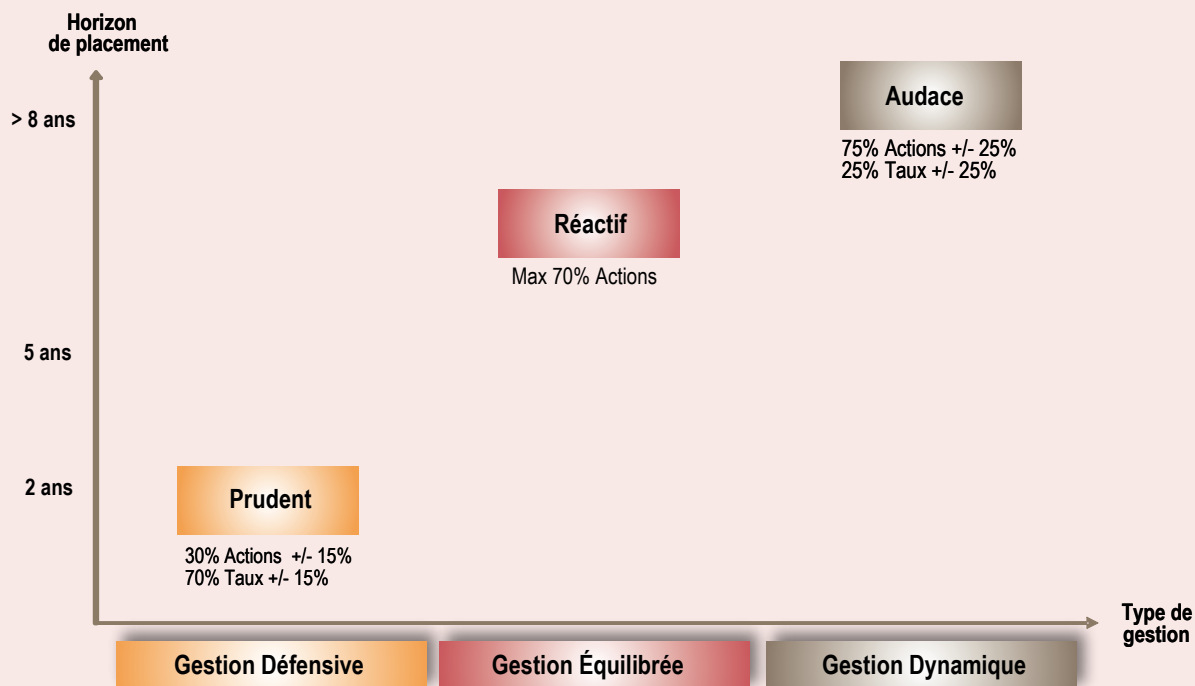 Horizon
de placement
> 8 ans
Audace
75% Actions +/- 25%
25% Taux +/- 25%
Réactif
Max 70% Actions
5 ans
2 ans
Prudent
30% Actions  +/- 15%
70% Taux +/- 15%
Type de
gestion
Gestion Défensive
Gestion Équilibrée
Gestion Dynamique